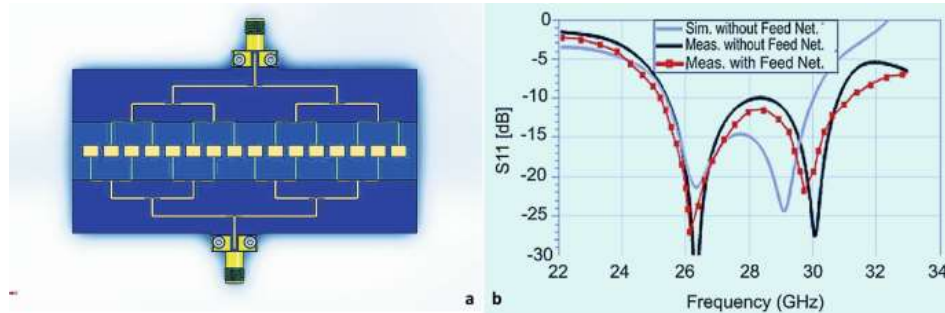 a
b
S11 [dB]
0
-5
-10
-15
-20
-25
-30
Sim. without Feed Net.
Meas. without Feed Net.
Meas. with Feed Net.
22 24 26 28 30 32 34
Frequency (GHz)